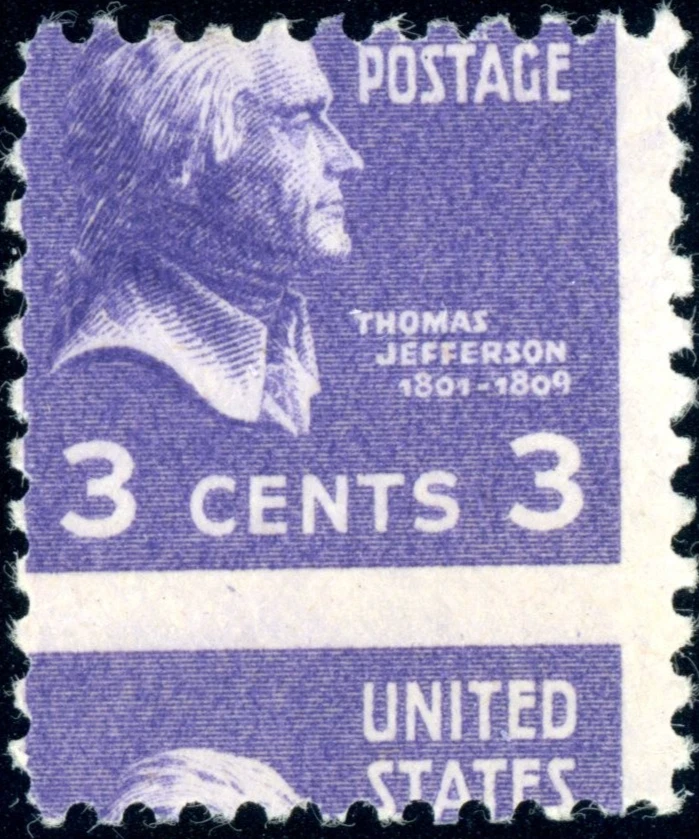 POSTAGE
THOMAS
JEFFERSON
1801-1809
3 CENTS 3
UNITED
STATES